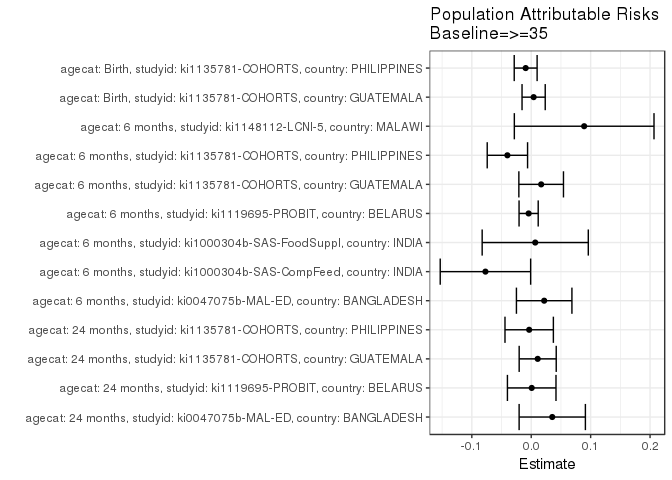 Population Attributable Risks
Baseline=>=35
agecat: Birth, studyid: ki1135781-COHORTS, country: PHILIPPINES
agecat: Birth, studyid: ki1135781-COHORTS, country: GUATEMALA
agecat: 6 months, studyid: ki1148112-LCNI-5, country: MALAWI
agecat: 6 months, studyid: ki1135781-COHORTS, country: PHILIPPINES
agecat: 6 months, studyid: ki1135781-COHORTS, country: GUATEMALA
agecat: 6 months, studyid: ki1119695-PROBIT, country: BELARUS
agecat: 6 months, studyid: ki1000304b-SAS-FoodSuppl, country: INDIA
agecat: 6 months, studyid: ki1000304b-SAS-CompFeed, country: INDIA
agecat: 6 months, studyid: ki0047075b-MAL-ED, country: BANGLADESH
agecat: 24 months, studyid: ki1135781-COHORTS, country: PHILIPPINES
agecat: 24 months, studyid: ki1135781-COHORTS, country: GUATEMALA
agecat: 24 months, studyid: ki1119695-PROBIT, country: BELARUS
agecat: 24 months, studyid: ki0047075b-MAL-ED, country: BANGLADESH
-0.1 0.0 0.1 0.2
Estimate